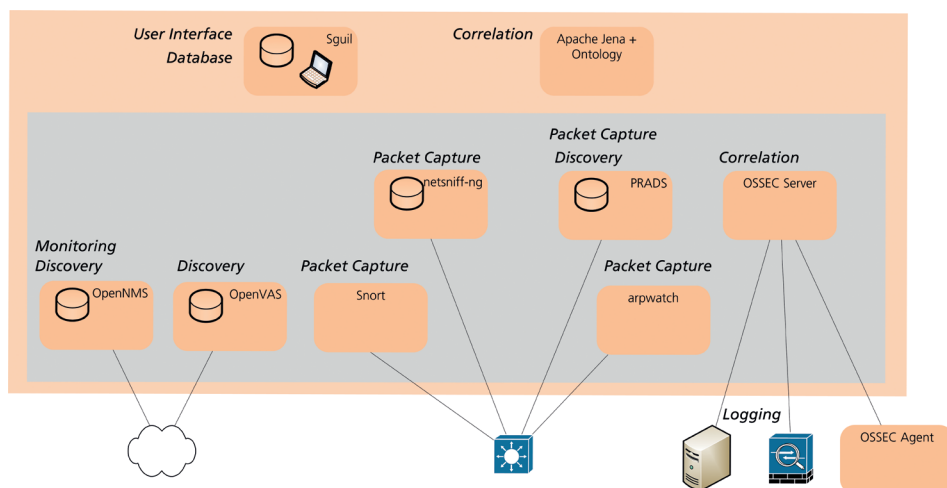 User Interface
Database
Sguil
Correlation
Apache Jena +
Ontology
Packet Capture
Discovery
PRADS
Packet Capture
netsniff-ng
Correlation
OSSEC Server
Monitoring
Discovery
OpenNMS
Discovery
OpenVAS
Packet Capture
Snort
Packet Capture
arpwatch
Logging
OSSEC Agent